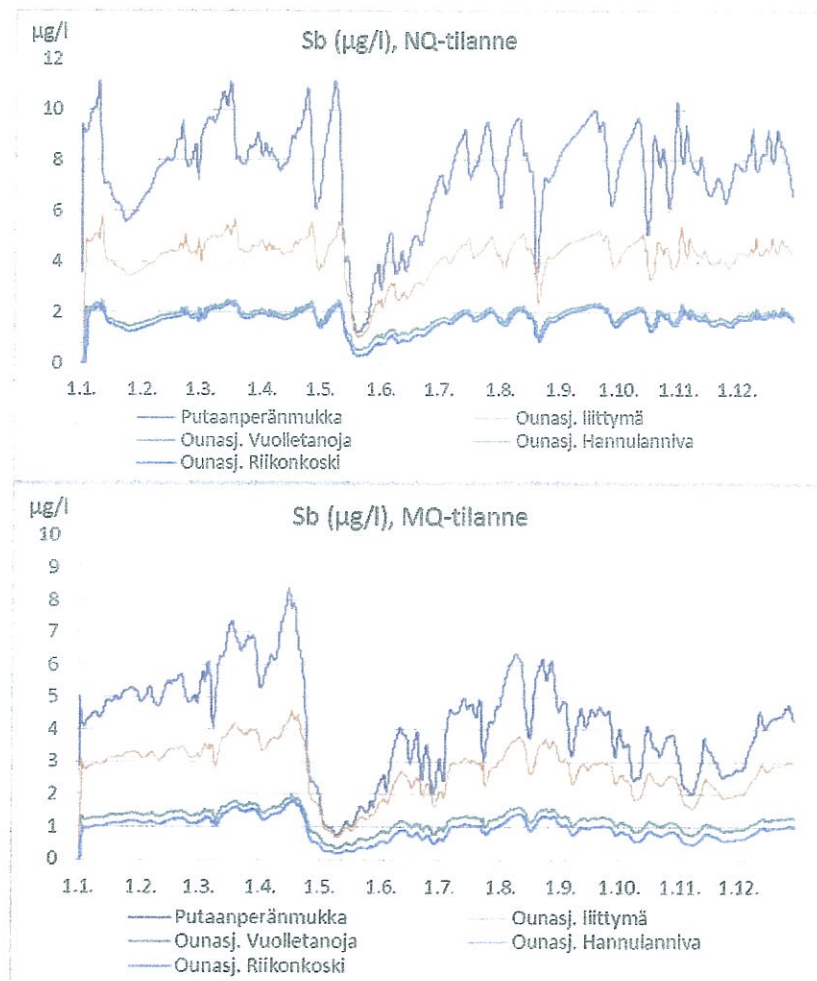 µg/l
Sb (µg/l), NQ-tilanne
12
10
8
6
4
2
0
1.1. 1.2. 1.3. 1.4. 1.5. 1.6. 1.7. 1.8. 1.9. 1.10. 1.11. 1.12.
Putaanperänmukka Ounasj. liittymä
Ounasj. Vuolletanoja Ounasj. Hannulanniva
Ounasj. Riikonkoski
µg/l
Sb (µg/l), MQ-tilanne
10
9
8
7
6
5
4
3
2
1
0
1.1. 1.2. 1.3. 1.4. 1.5. 1.6. 1.7. 1.8. 1.9. 1.10. 1.11. 1.12.
Putaanperänmukka Ounasj. liittymä
Ounasj. Vuolletanoja Ounasj. Hannulanniva
Ounasj. Riikonkoski